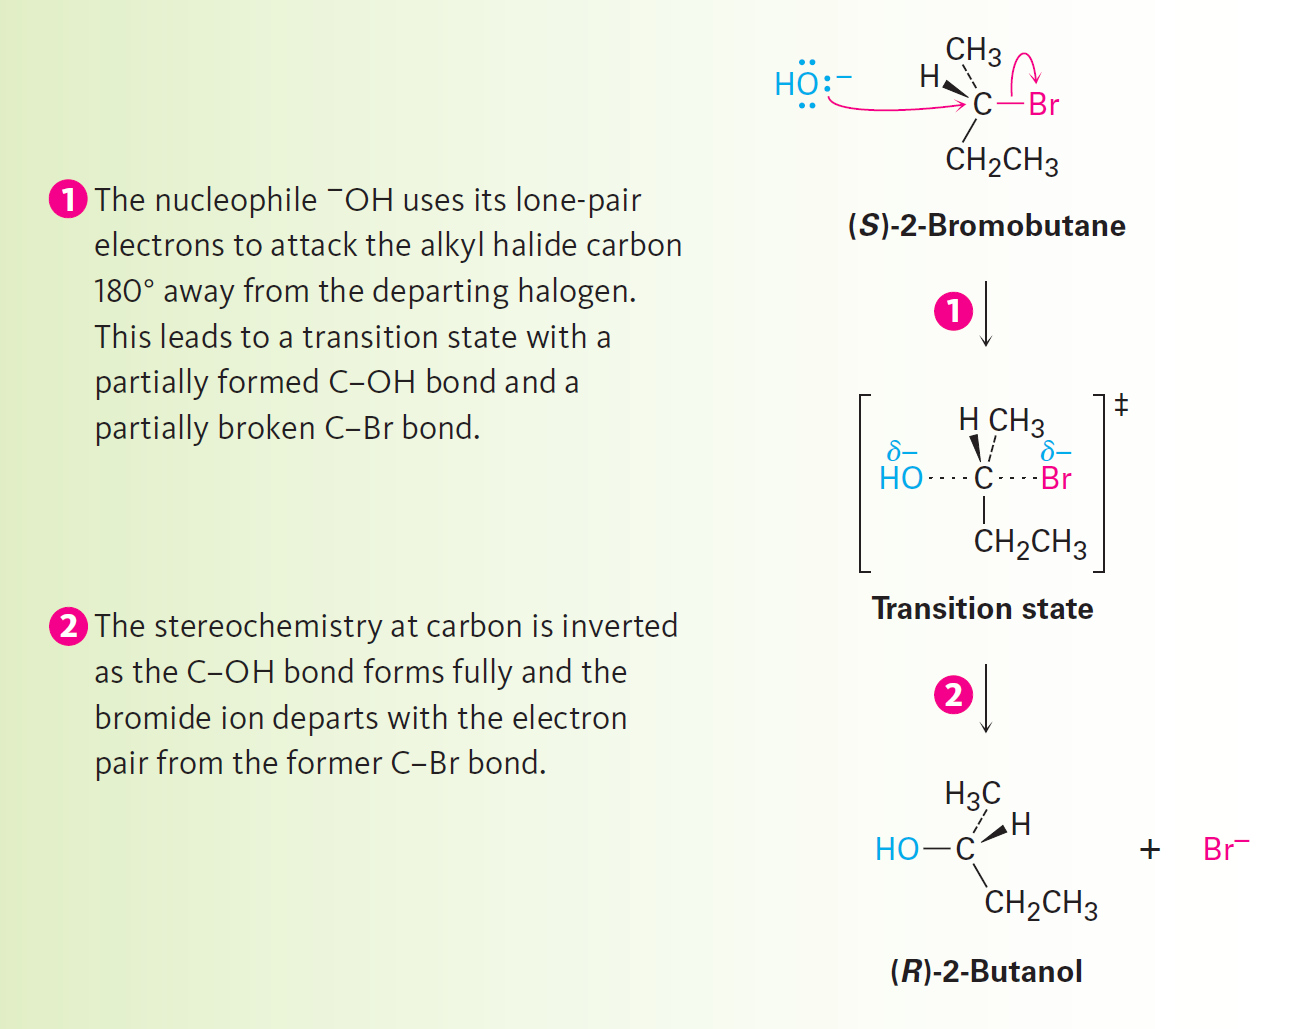 CH3
H
HÖ:−
C—Br
CH2CH3
(S)-2-Bromobutane
1 The nucleophile −OH uses its lone-pair
electrons to attack the alkyl halide carbon
180° away from the departing halogen.
This leads to a transition state with a
partially formed C–OH bond and a
partially broken C–Br bond.
1
‡
H CH3
δ− δ−
HO C Br
CH2CH3
Transition state
2 The stereochemistry at carbon is inverted
as the C–OH bond forms fully and the
bromide ion departs with the electron
pair from the former C–Br bond.
2
H3C
H
HO—C + Br−
CH2CH3
(R)-2-Butanol